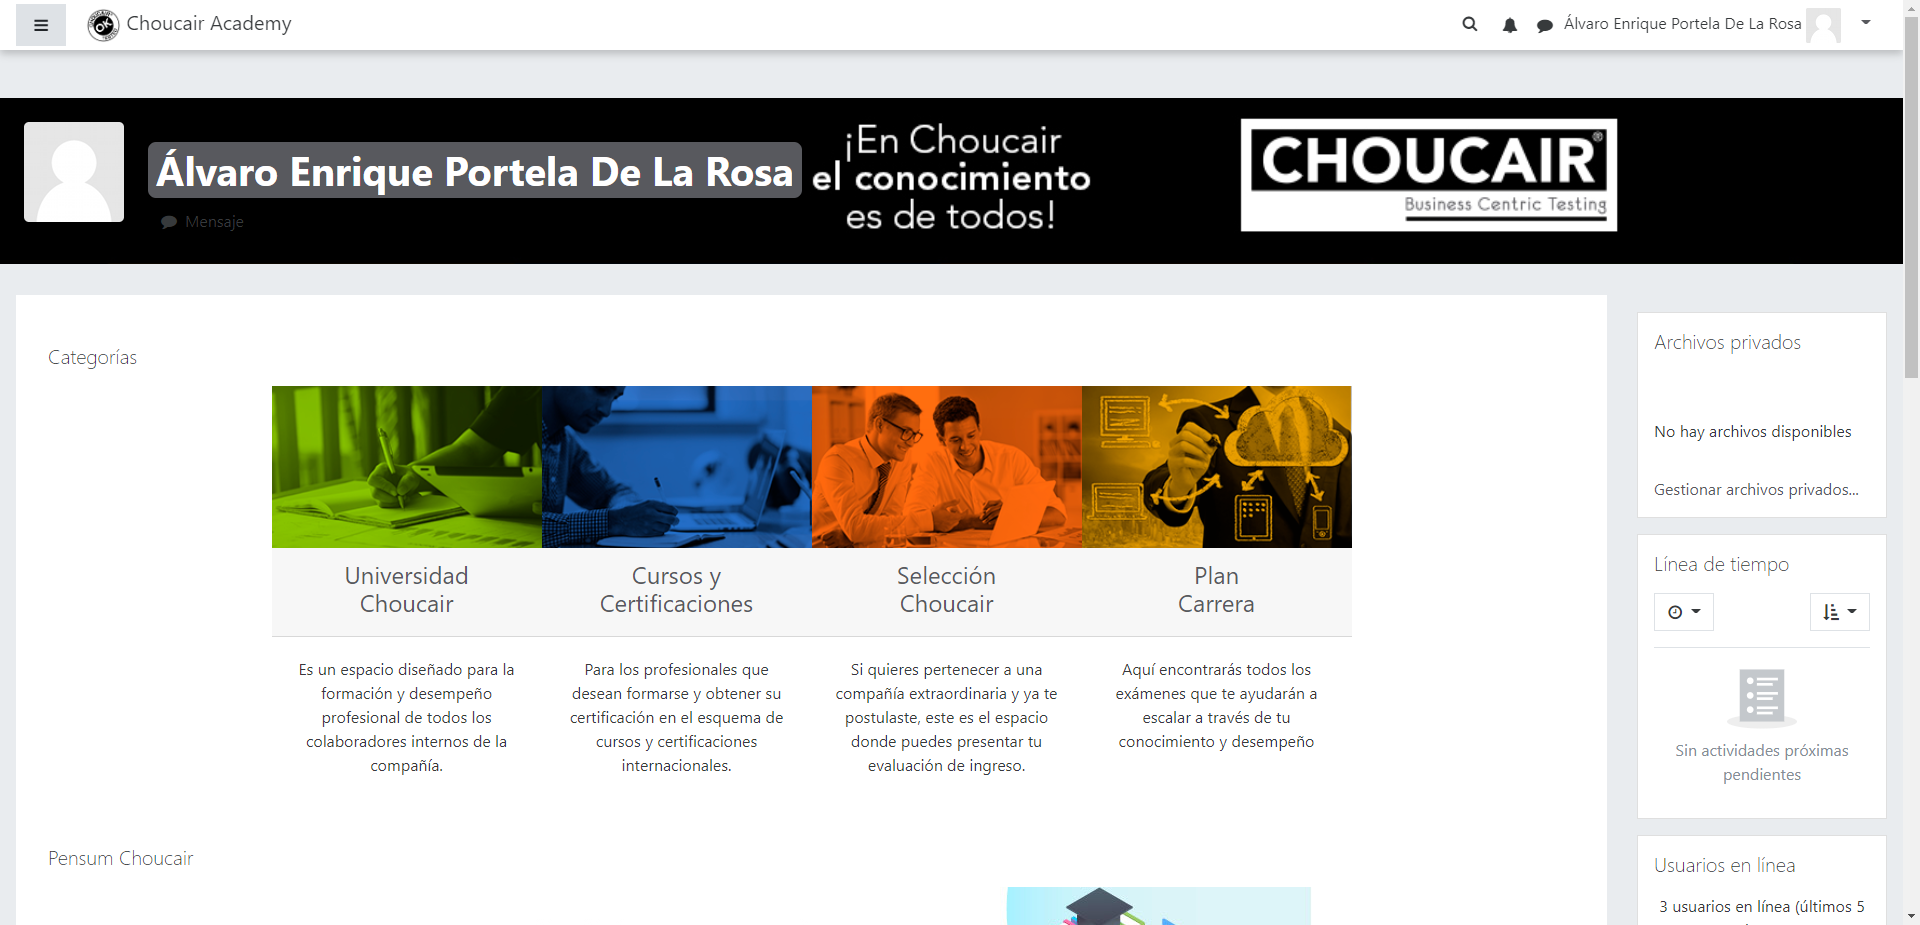 Choucair Academy
Álvaro Enrique Portela De La Rosa
Álvaro Enrique Portela De La Rosa
Mensaje
¡En Choucair
el conocimiento
es de todos!
CHOUCAIR®
Business Centric Testing
Categorías
Universidad
Choucair
Es un espacio diseñado para la
formación y desempeño
profesional de todos los
colaboradores internos de la
compañía.
Cursos y
Certificaciones
Para los profesionales que
desean formarse y obtener su
certificación en el esquema de
cursos y certificaciones
internacionales.
Selección
Choucair
Si quieres pertenecer a una
compañía extraordinaria y ya te
postulaste, este es el espacio
donde puedes presentar tu
evaluación de ingreso.
Plan
Carrera
Aquí encontrarás todos los
exámenes que te ayudarán a
escalar a través de tu
conocimiento y desempeño
Pensum Choucair
Archivos privados
No hay archivos disponibles
Gestionar archivos privados...
Línea de tiempo
Sin actividades próximas
pendientes
Usuarios en línea
3 usuarios en línea (últimos 5